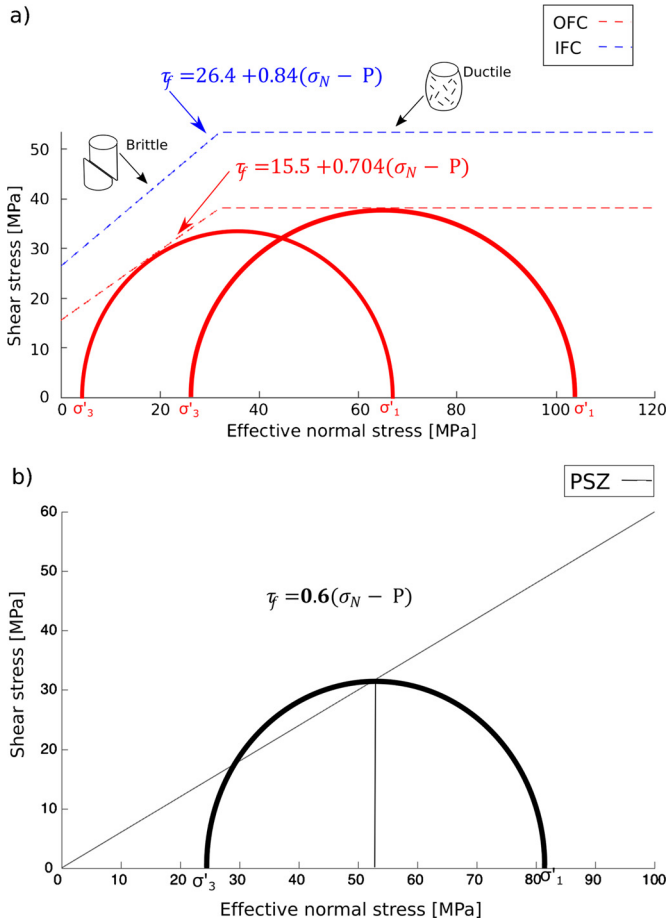 a)
OFC
IFC
τf=26.4+0.84(σN− P)
Ductile
Brittle
τf=15.5+0.704(σN− P)
Shear stress [MPa]
50
40
30
20
10
0
0 20 40 60 80 100 120
σ'3 σ'3 σ'1 σ'1
Effective normal stress [MPa]
b)
PSZ
τf=0.6(σN− P)
Shear stress [MPa]
60
50
40
30
20
10
0
0 10 20 30 40 50 60 70 80 90 100
σ'3 σ'1
Effective normal stress [MPa]